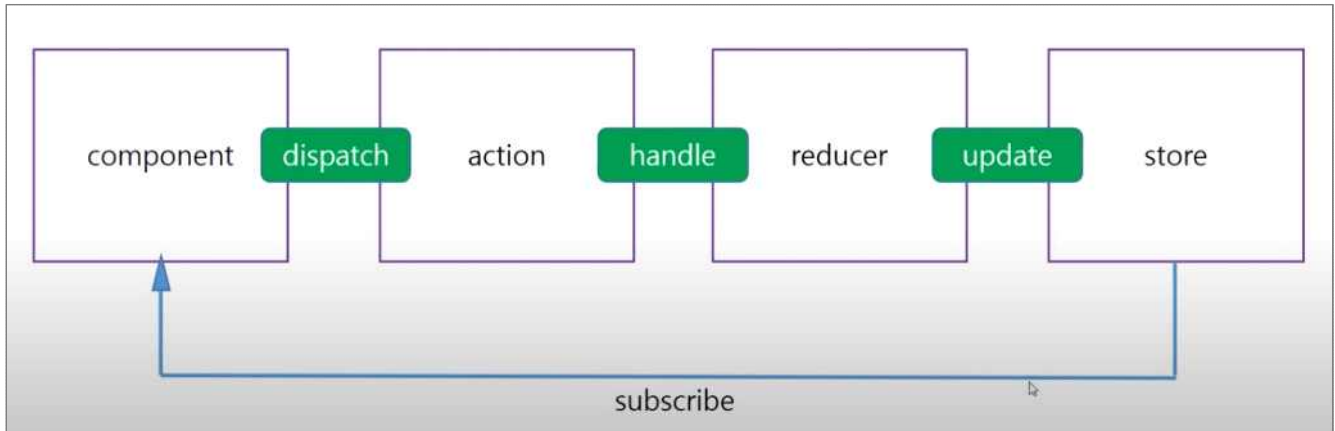 component dispatch action handle reducer update store
subscribe